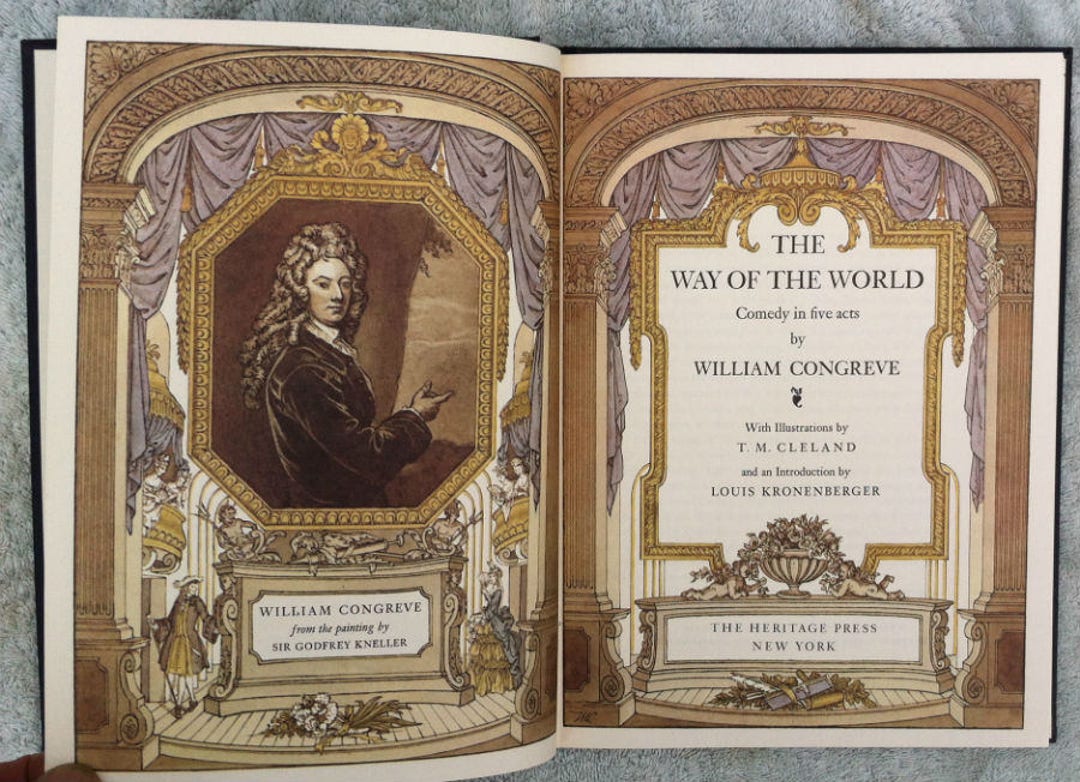 WILLIAM CONGREVE
from the painting by
SIR GODFREY KNELLER
THE
WAY OF THE WORLD
Comedy in five acts
by
WILLIAM CONGREVE
With Illustrations by
T. M. CLELAND
and an Introduction by
LOUIS KRONENBERGER
THE HERITAGE PRESS
NEW YORK